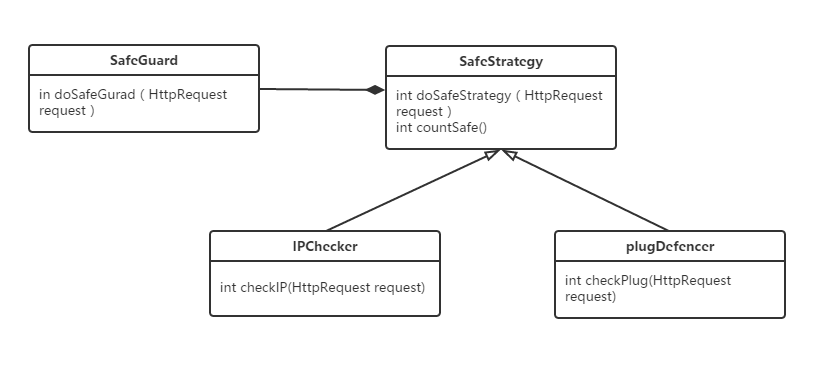 SafeGuard
in doSafeGurad ( HttpRequest
request )
SafeStrategy
int doSafeStrategy ( HttpRequest
request )
int countSafe()
IPChecker
int checkIP(HttpRequest request)
plugDefencer
int checkPlug(HttpRequest
request)